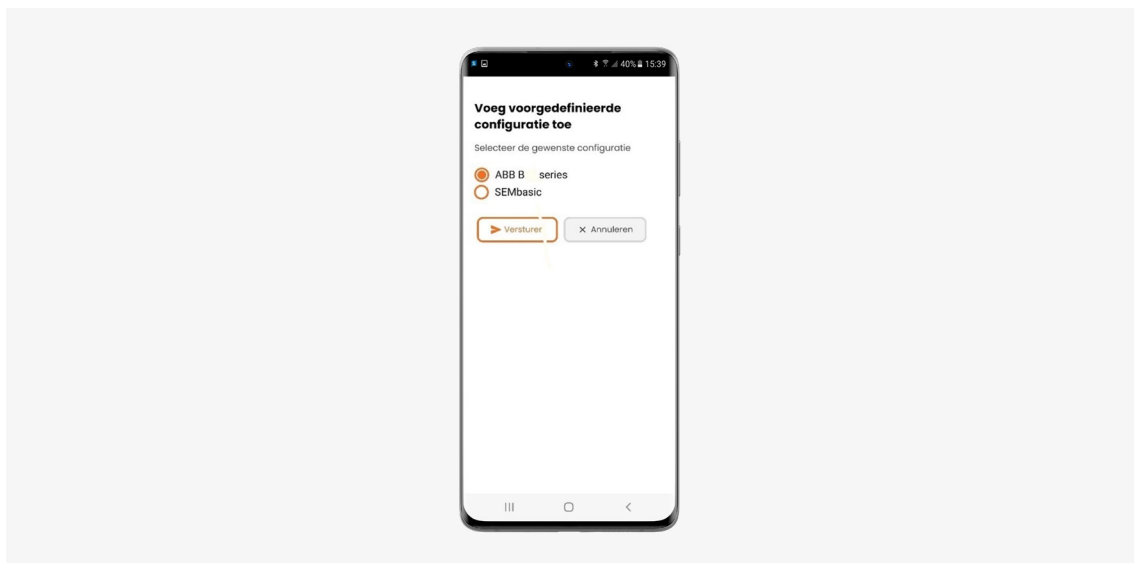 40% 15:39
Voeg voorgedefinieerde
configuratie toe
Selecteer de gewenste configuratie
ABB B series
SEMbasic
Versturer
Annuleren